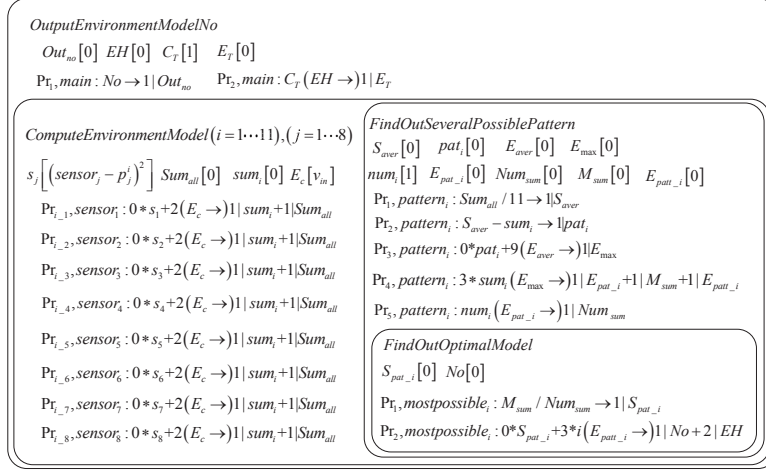 OutputEnvironmentModelNo
Out_no[0] EH[0] C_T[1] E_T[0]
Pr_1,main:No→1|Out_no Pr_2,main:C_T(EH→)1|E_T
ComputeEnvironmentModel(i=1⋯11),(j=1⋯8)
s_j[(sensor_j−p_j^i)^2] Sum_all[0] sum_i[0] E_c[v_in]
Pr_i_1,sensor_1:0*s_1+2(E_c→)1|sum_i+1|Sum_all
Pr_i_2,sensor_2:0*s_2+2(E_c→)1|sum_i+1|Sum_all
Pr_i_3,sensor_3:0*s_3+2(E_c→)1|sum_i+1|Sum_all
Pr_i_4,sensor_4:0*s_4+2(E_c→)1|sum_i+1|Sum_all
Pr_i_5,sensor_5:0*s_5+2(E_c→)1|sum_i+1|Sum_all
Pr_i_6,sensor_6:0*s_6+2(E_c→)1|sum_i+1|Sum_all
Pr_i_7,sensor_7:0*s_7+2(E_c→)1|sum_i+1|Sum_all
Pr_i_8,sensor_8:0*s_8+2(E_c→)1|sum_i+1|Sum_all
FindOutSeveralPossiblePattern
S_aver[0] pat_i[0] E_aver[0] E_max[0]
num_i[1] E_pat_i[0] Num_sum[0] M_sum[0] E_patt_i[0]
Pr_1,pattern_i:Sum_all/11→1|S_aver
Pr_2,pattern_i:S_aver−sum_i→1|pat_i
Pr_3,pattern_i:0*pat_i+9(E_aver→)1|E_max
Pr_4,pattern_i:3*sum_i(E_max→)1|E_pat_i+1|M_sum+1|E_patt_i
Pr_5,pattern_i:num_i(E_pat_i→)1|Num_sum
FindOutOptimalModel
S_pat_i[0] No[0]
Pr_1,mostpossible_i:M_sum/Num_sum→1|S_pat_i
Pr_2,mostpossible_i:0*S_pat_i+3*i(E_patt_i→)1|No+2|EH